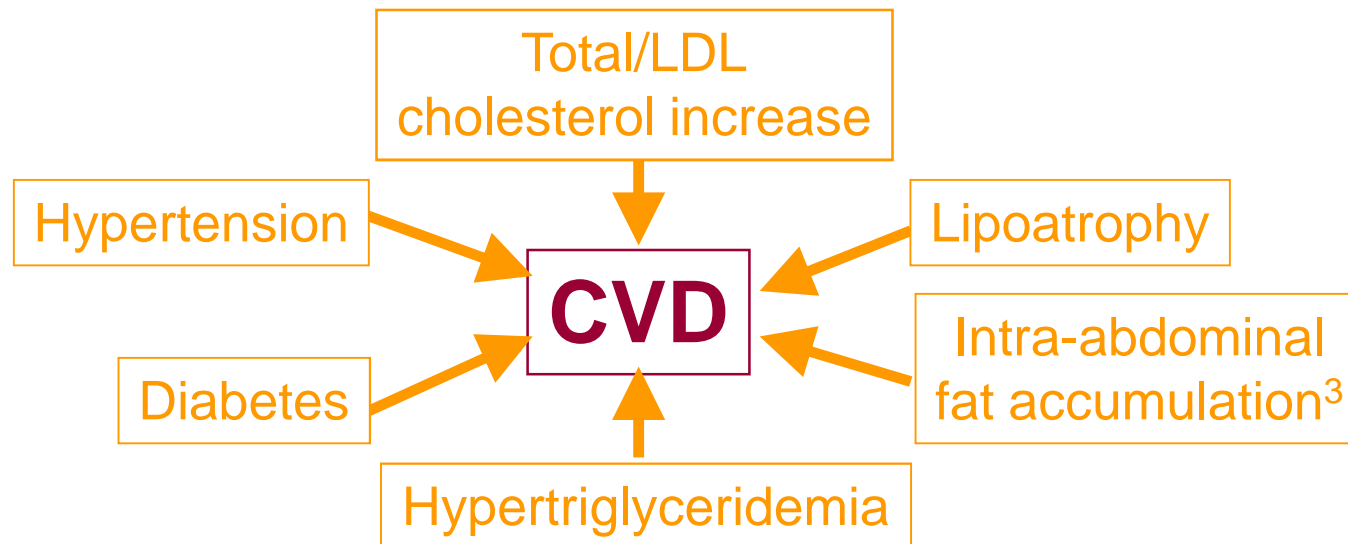 Total/LDL
cholesterol increase
Hypertension
Lipoatrophy
CVD
Intra-abdominal
fat accumulation³
Diabetes
Hypertriglyceridemia